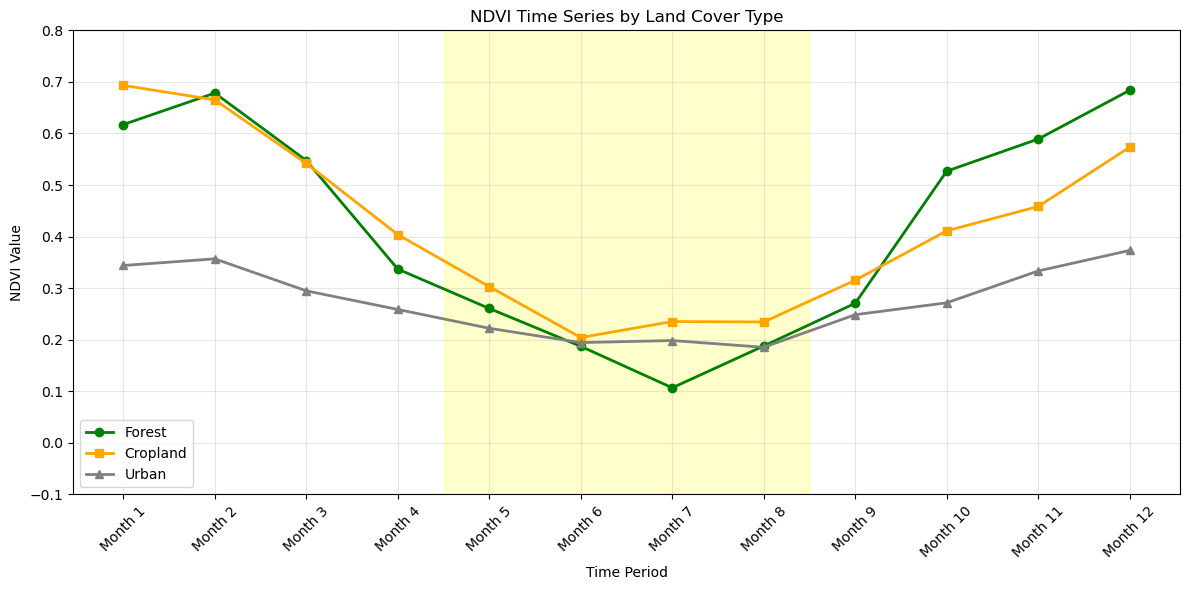 NDVI Time Series by Land Cover Type
NDVI Value
0.8
0.7
0.6
0.5
0.4
0.3
0.2
0.1
0.0
−0.1
Forest
Cropland
Urban
Month 1
Month 2
Month 3
Month 4
Month 5
Month 6
Month 7
Month 8
Month 9
Month 10
Month 11
Month 12
Time Period